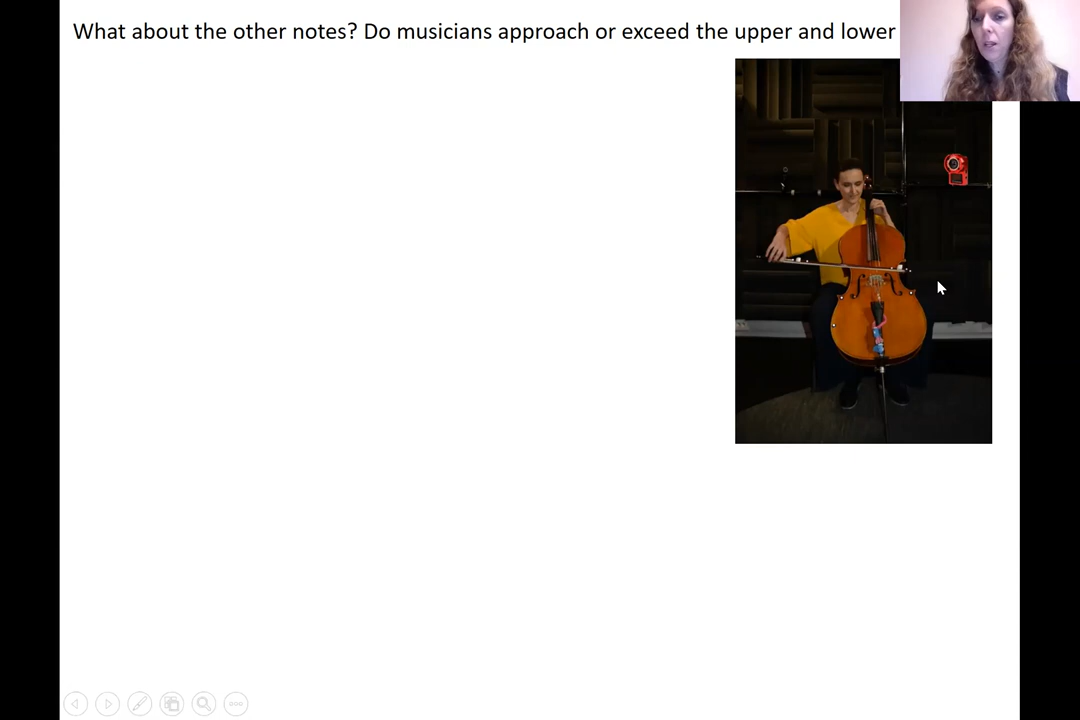 What about the other notes? Do musicians approach or exceed the upper and lower